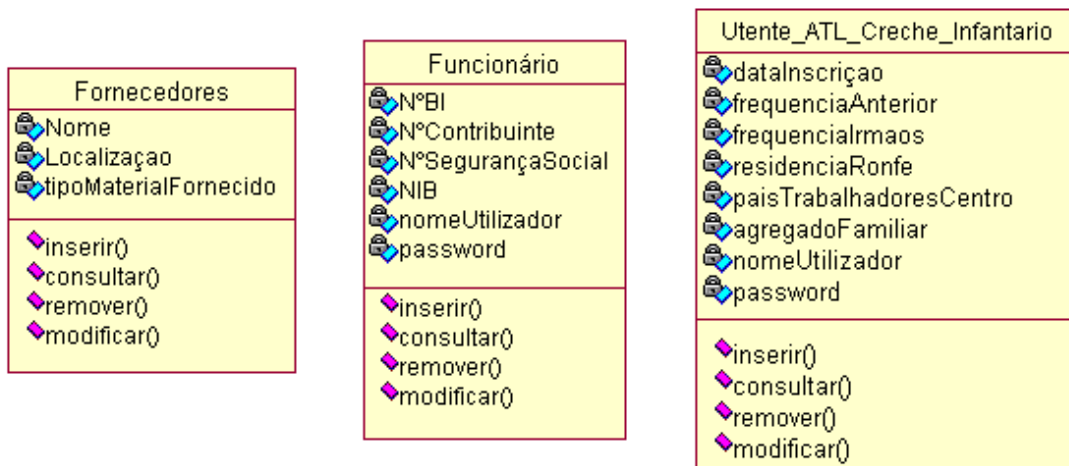 Fornecedores
Nome
Localizaçao
tipoMaterialFornecido
inserir()
consultar()
remover()
modificar()
Funcionário
NºBI
NºContribuinte
NºSegurançaSocial
NIB
nomeUtilizador
password
inserir()
consultar()
remover()
modificar()
Utente_ATL_Creche_Infantario
dataInscriçao
frequenciaAnterior
frequenciaIrmaos
residenciaRonfe
paisTrabalhadoresCentro
agregadoFamiliar
nomeUtilizador
password
inserir()
consultar()
remover()
modificar()